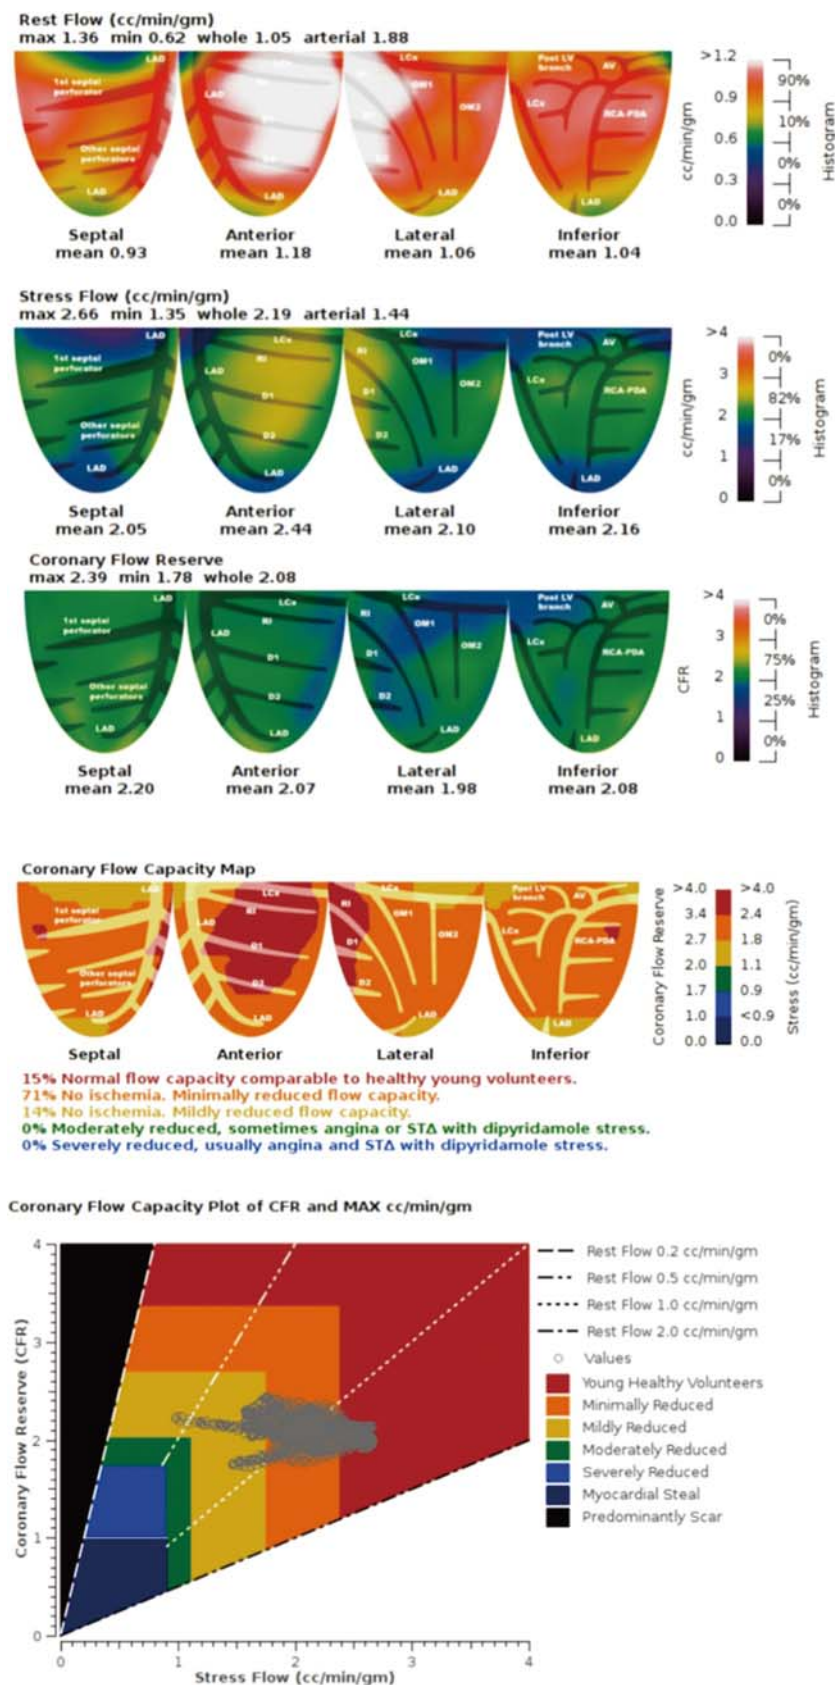 Rest Flow (cc/min/gm)
max 1.36 min 0.62 whole 1.05 arterial 1.88
LAD
1st septal
perforator
Other septal
perforators
LAD
LAD
LCx
RI
D1
D2
LAD
LCx
RI
OM1
D1
OM2
D2
LAD
Post LV
branch
AV
LCx
RCA-PDA
LAD
>1.2
0.9
0.6
0.3
0.0
cc/min/gm
90%
10%
0%
0%
Histogram
Septal
mean 0.93
Anterior
mean 1.18
Lateral
mean 1.06
Inferior
mean 1.04
Stress Flow (cc/min/gm)
max 2.66 min 1.35 whole 2.19 arterial 1.44
LAD
1st septal
perforator
Other septal
perforators
LAD
LCx
RI
LAD
D1
D2
LAD
LCx
RI
OM1
OM2
D1
D2
LAD
Post LV
branch
AV
LCx
RCA-PDA
LAD
>4
3
2
1
0
cc/min/gm
0%
82%
17%
0%
Histogram
Septal
mean 2.05
Anterior
mean 2.44
Lateral
mean 2.10
Inferior
mean 2.16
Coronary Flow Reserve
max 2.39 min 1.78 whole 2.08
LAD
1st septal
perforator
Other septal
perforators
LAD
LCx
RI
LAD
D1
D2
LAD
LCx
RI
OM1
OM2
D1
D2
LAD
Post LV
branch
AV
LCx
RCA-PDA
LAD
>4
3
2
1
0
CFR
0%
75%
25%
0%
Histogram
Septal
mean 2.20
Anterior
mean 2.07
Lateral
mean 1.98
Inferior
mean 2.08
Coronary Flow Capacity Map
LAD
1st septal
perforator
Other septal
perforators
LAD
LCx
RI
LAD
D1
D2
LAD
LCx
RI
OM1
OM2
D1
D2
LAD
Post LV
branch
AV
LCx
RCA-PDA
LAD
Coronary Flow Reserve
>4.0 >4.0
3.4 2.4
2.7 1.8
2.0 1.1
1.7 0.9
1.0 <0.9
0.0 0.0
Stress (cc/min/gm)
Septal Anterior Lateral Inferior
15% Normal flow capacity comparable to healthy young volunteers.
71% No ischemia. Minimally reduced flow capacity.
14% No ischemia. Mildly reduced flow capacity.
0% Moderately reduced, sometimes angina or STΔ with dipyridamole stress.
0% Severely reduced, usually angina and STΔ with dipyridamole stress.
Coronary Flow Capacity Plot of CFR and MAX cc/min/gm
Coronary Flow Reserve (CFR)
4
3
2
1
0
0 1 2 3 4
Stress Flow (cc/min/gm)
Rest Flow 0.2 cc/min/gm
Rest Flow 0.5 cc/min/gm
Rest Flow 1.0 cc/min/gm
Rest Flow 2.0 cc/min/gm
Values
Young Healthy Volunteers
Minimally Reduced
Mildly Reduced
Moderately Reduced
Severely Reduced
Myocardial Steal
Predominantly Scar